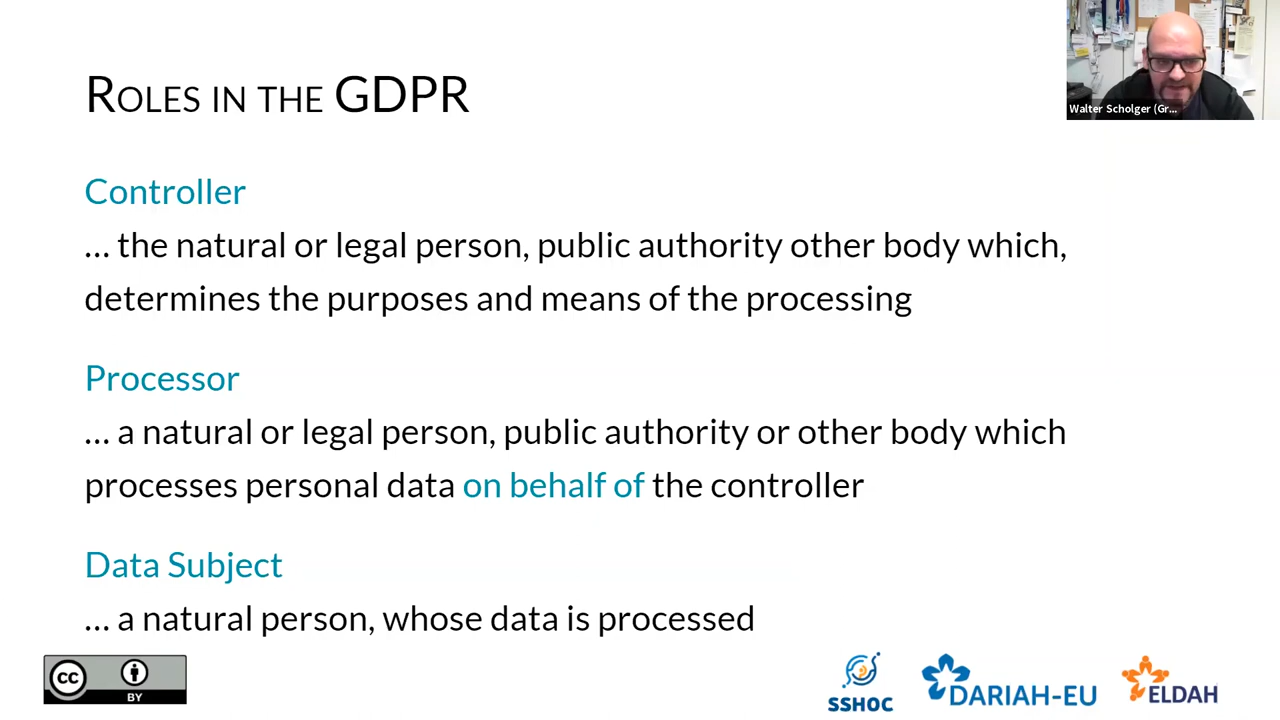 ROLES IN THE GDPR
Walter Scholger (Gr...
Controller
... the natural or legal person, public authority other body which,
determines the purposes and means of the processing
Processor
... a natural or legal person, public authority or other body which
processes personal data on behalf of the controller
Data Subject
... a natural person, whose data is processed
CC
BY
SSHOC
DARIAH-EU
ELDAH